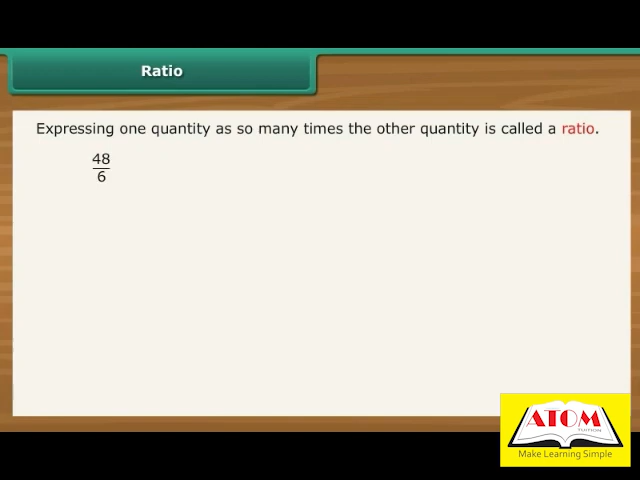 Ratio
Expressing one quantity as so many times the other quantity is called a ratio.
48
6
ATOM
TUITION
Make Learning Simple